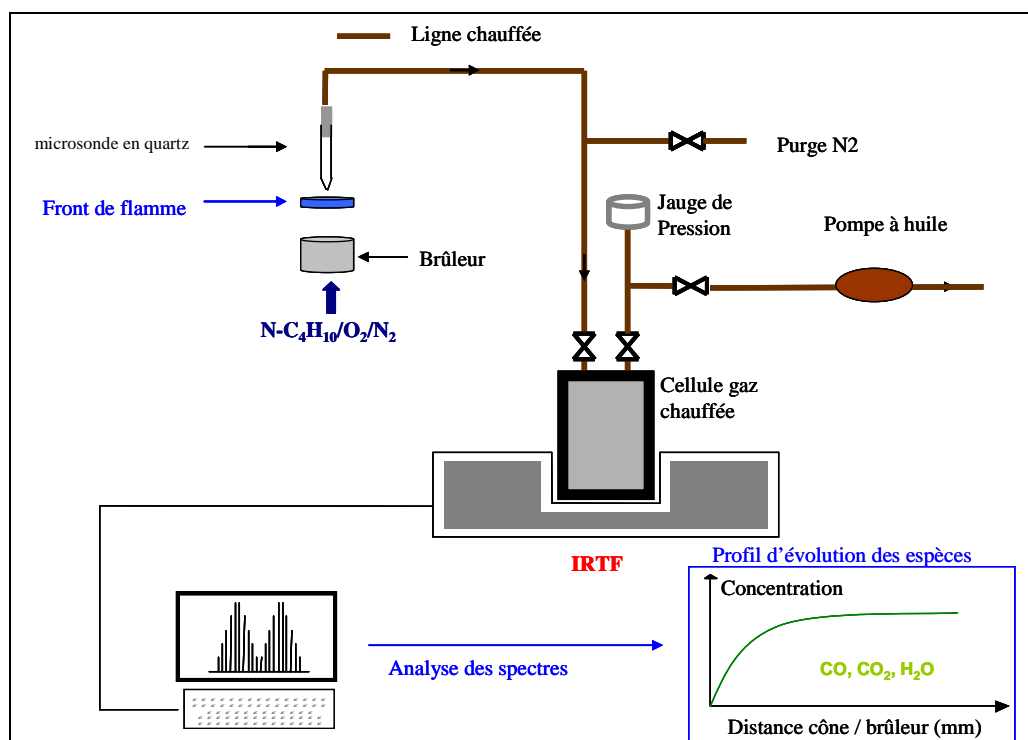 Ligne chauffée
microsonde en quartz
Purge N2
Front de flamme
Jauge de
Pression
Pompe à huile
Brûleur
N-C₄H₁₀/O₂/N₂
Cellule gaz
chauffée
IRTF
Profil d’évolution des espèces
Concentration
Analyse des spectres
CO, CO₂, H₂O
Distance cône / brûleur (mm)